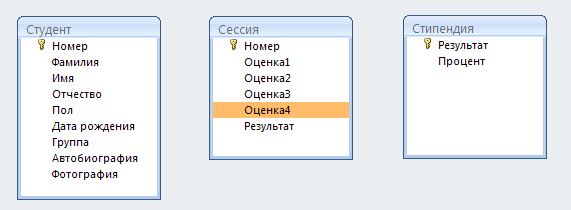 Студент
Номер
Фамилия
Имя
Отчество
Пол
Дата рождения
Группа
Автобиография
Фотография
Сессия
Номер
Оценка1
Оценка2
Оценка3
Оценка4
Результат
Стипендия
Результат
Процент